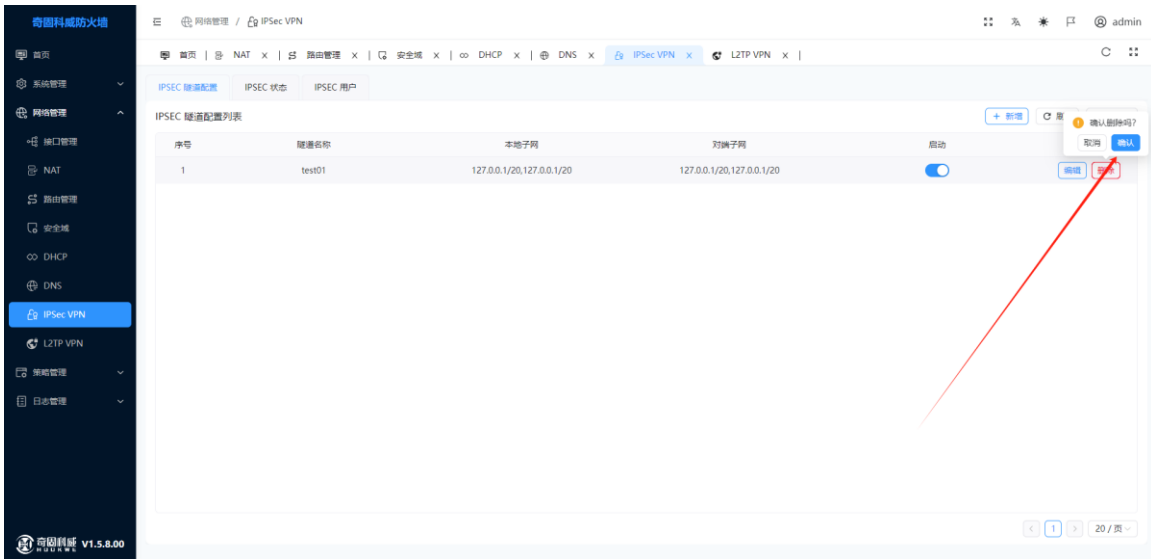 奇固科威防火墙
网络管理 / IPSec VPN
admin
首页
首页 | NAT × | 路由管理 × | 安全域 × | DHCP × | DNS × IPSec VPN × L2TP VPN × |
系统管理
IPSEC 隧道配置 IPSEC 状态 IPSEC 用户
网络管理
IPSEC 隧道配置列表
+ 新增
确认删除吗?
取消 确认
接口管理
序号 隧道名称 本地子网 对端子网 启动
NAT
1 test01 127.0.0.1/20,127.0.0.1/20 127.0.0.1/20,127.0.0.1/20 编辑 删除
路由管理
安全域
DHCP
DNS
IPSec VPN
L2TP VPN
策略管理
日志管理
< 1 > 20 / 页
奇固科威 V1.5.8.00